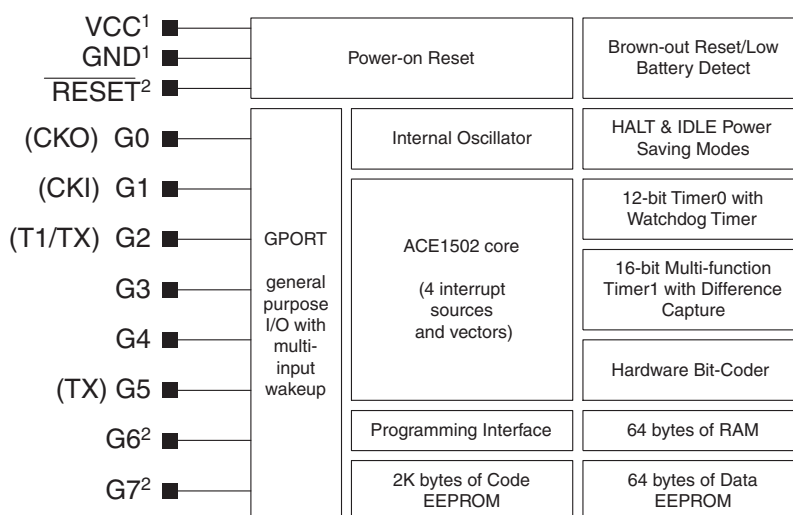 VCC¹
GND¹
RESET²
(CKO) G0
(CKI) G1
(T1/TX) G2
G3
G4
(TX) G5
G6²
G7²
Power-on Reset
Brown-out Reset/Low
Battery Detect
GPORT
general
purpose
I/O with
multi-
input
wakeup
Internal Oscillator
HALT & IDLE Power
Saving Modes
ACE1502 core
(4 interrupt
sources
and vectors)
12-bit Timer0 with
Watchdog Timer
16-bit Multi-function
Timer1 with Difference
Capture
Hardware Bit-Coder
Programming Interface
64 bytes of RAM
2K bytes of Code
EEPROM
64 bytes of Data
EEPROM